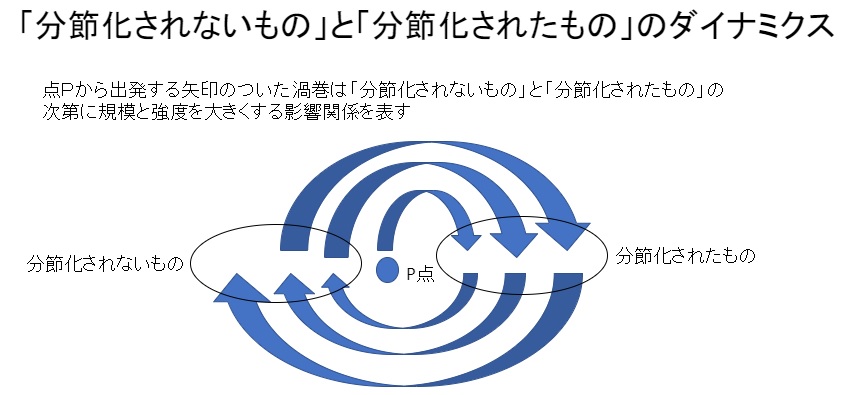 「分節化されないもの」と「分節化されたもの」のダイナミクス
点Pから出発する矢印のついた渦巻は「分節化されないもの」と「分節化されたもの」の
次第に規模と強度を大きくする影響関係を表す
分節化されないもの
P点
分節化されたもの